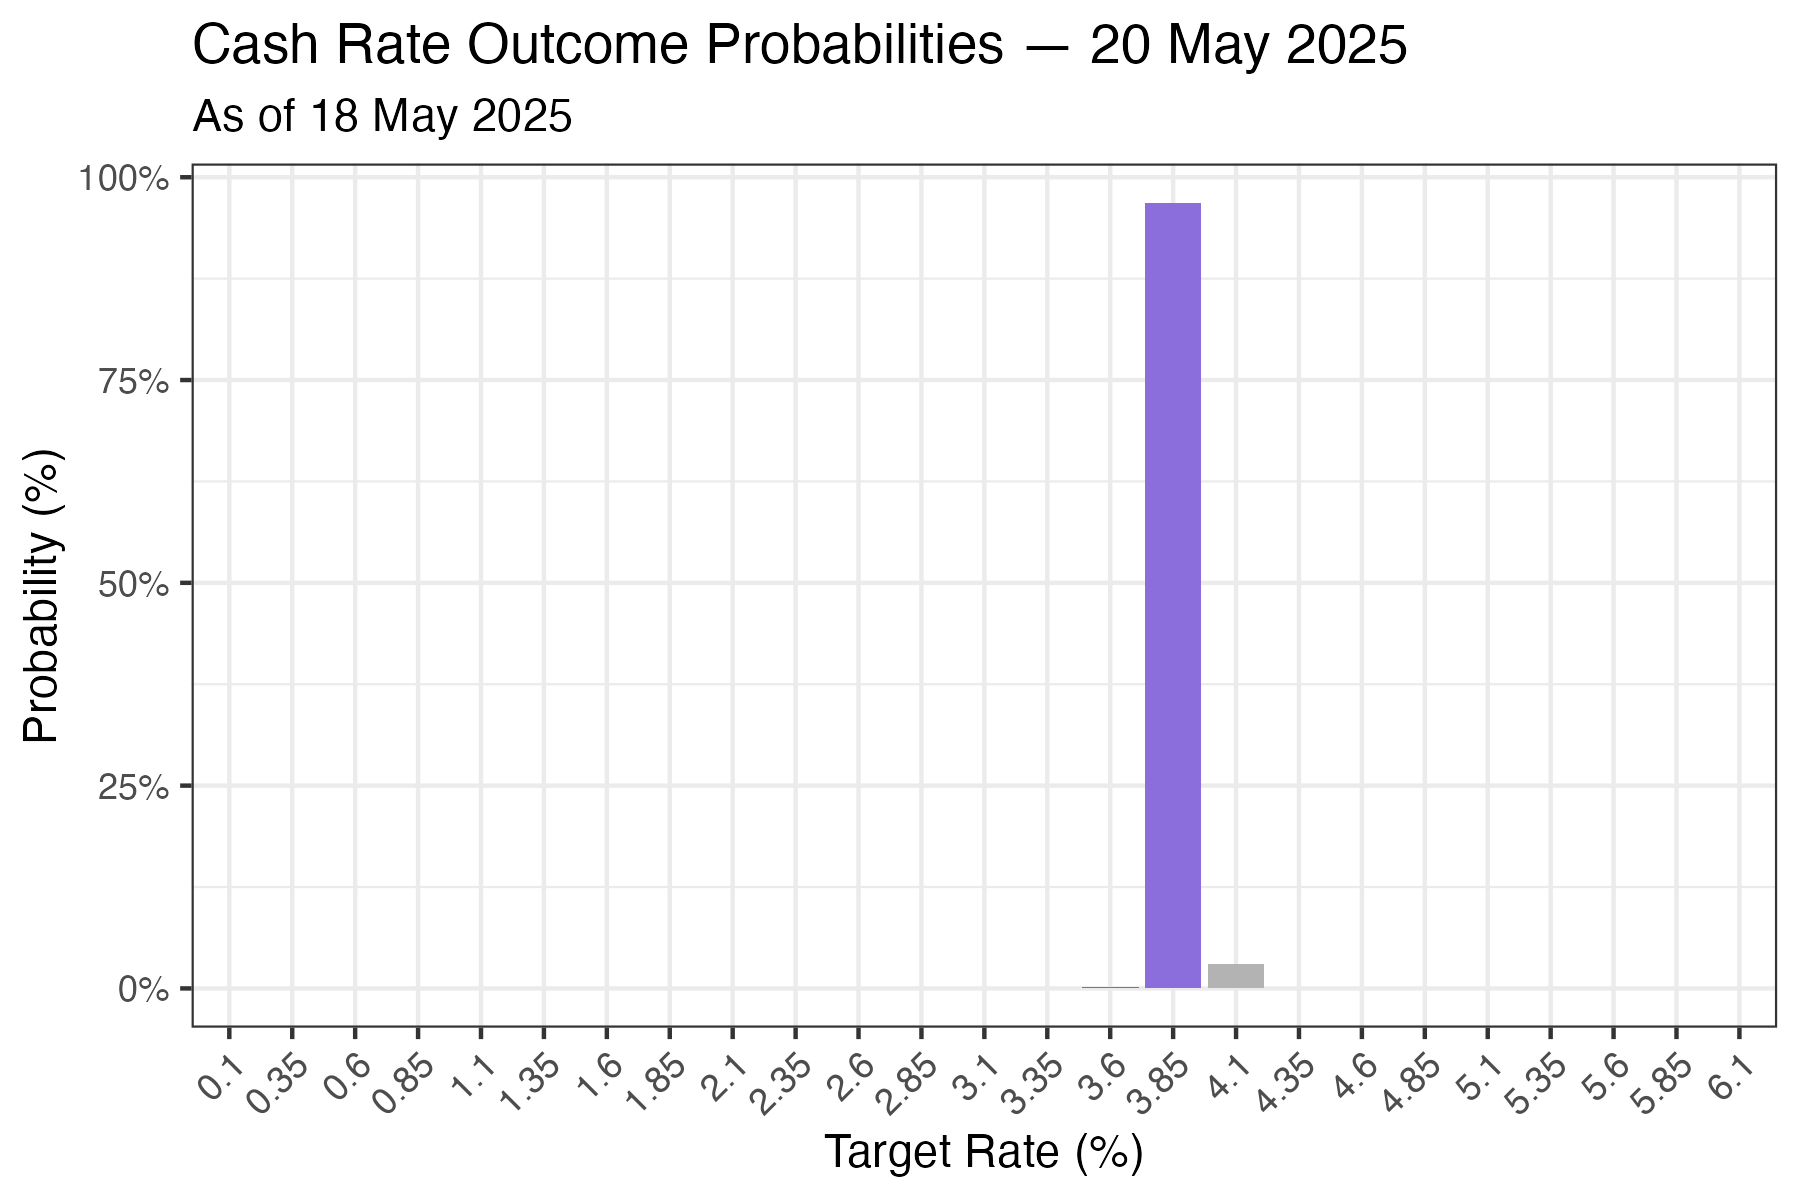 Cash Rate Outcome Probabilities — 20 May 2025
As of 18 May 2025
Probability (%)
100%
75%
50%
25%
0%
0.1 0.35 0.6 0.85 1.1 1.35 1.6 1.85 2.1 2.35 2.6 2.85 3.1 3.35 3.6 3.85 4.1 4.35 4.6 4.85 5.1 5.35 5.6 5.85 6.1
Target Rate (%)